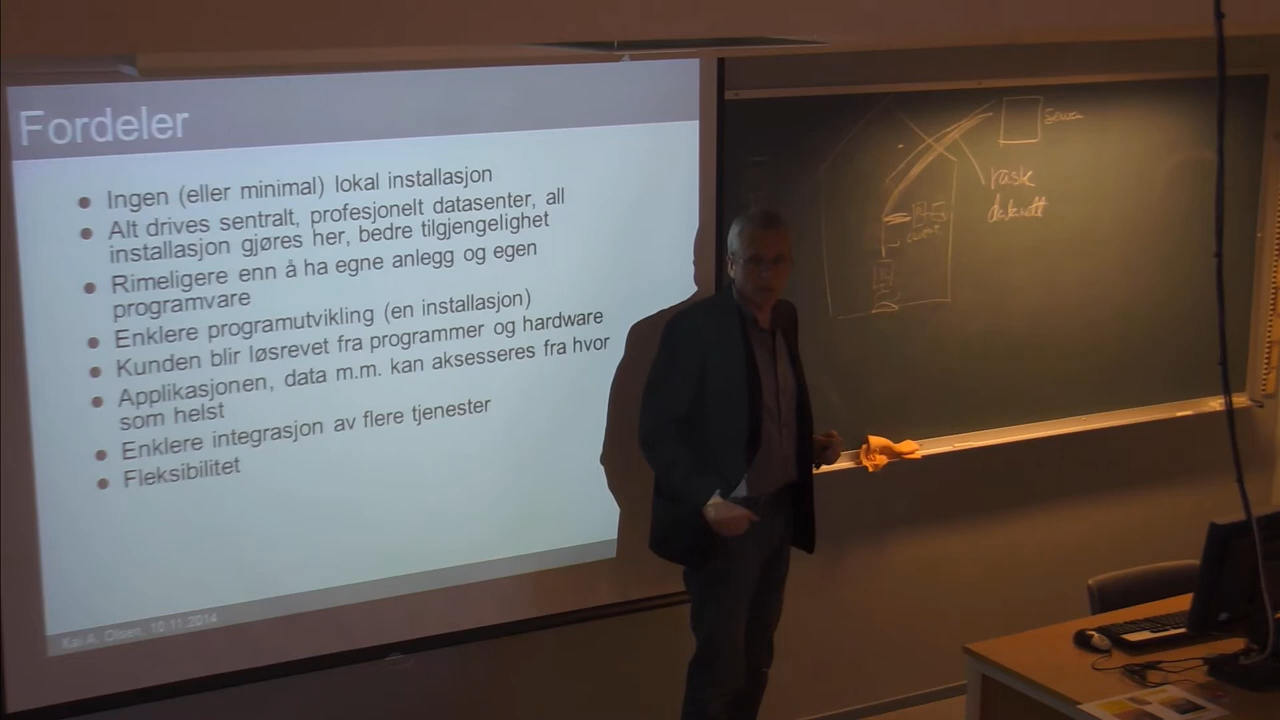 Fordeler
Ingen (eller minimal) lokal installasjon
Alt drives sentralt, profesjonelt datasenter, all
installasjon gjøres her, bedre tilgjengelighet
Rimeligere enn å ha egne anlegg og egen
programvare
Enklere programutvikling (en installasjon)
Kunden blir løsrevet fra programmer og hardware
Applikasjonen, data m.m. kan aksesseres fra hvor
som helst
Enklere integrasjon av flere tjenester
Fleksibilitet
Kai A. Olsen, 10.11.2014
rask